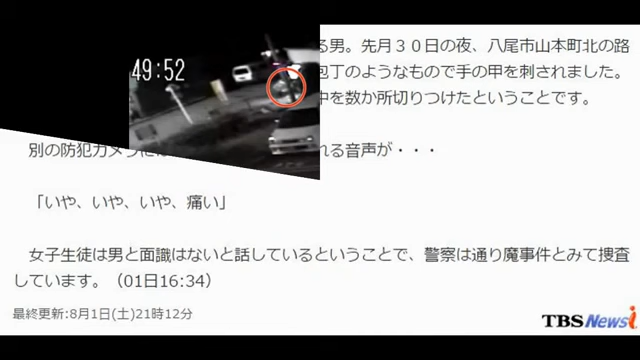 る男。先月３０日の夜、八尾市山本町北の路
49:52
包丁のようなもので手の甲を刺されました。
を数か所切りつけたということです。
別の防犯カメラには
れる音声が・・・
「いや、いや、いや、痛い」
女子生徒は男と面識はないと話しているということで、警察は通り魔事件とみて捜査
しています。（01日16:34）
最終更新:8月1日(土)21時12分
TBS News i